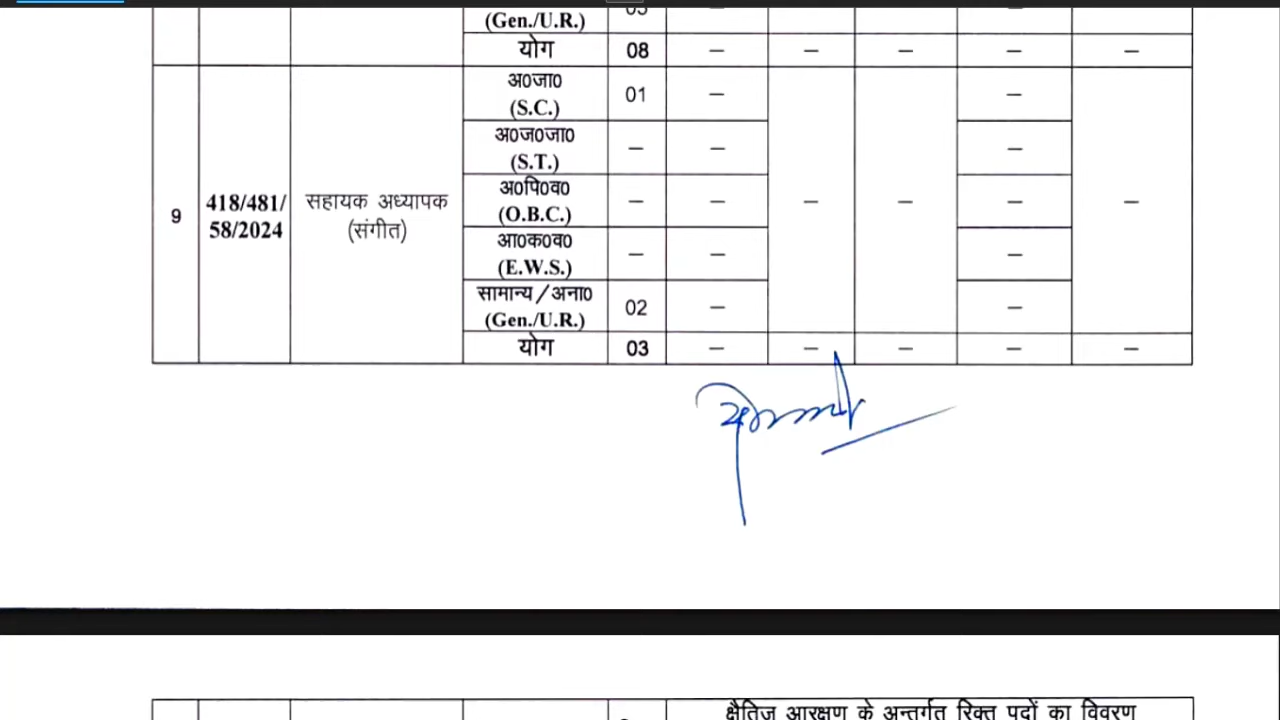 (Gen./U.R.) 05 – – – – –
योग 08 – – – – –
अ0जा0
(S.C.) 01 – –
अ0ज0जा0
(S.T.) – – –
9 418/481/
58/2024 सहायक अध्यापक
(संगीत) अ0पि0व0
(O.B.C.) – – – – – –
आ0क0व0
(E.W.S.) – – –
सामान्य/अना0
(Gen./U.R.) 02 – –
योग 03 – – – – –
क्षैतिज आरक्षण के अन्तर्गत रिक्त पदों का विवरण